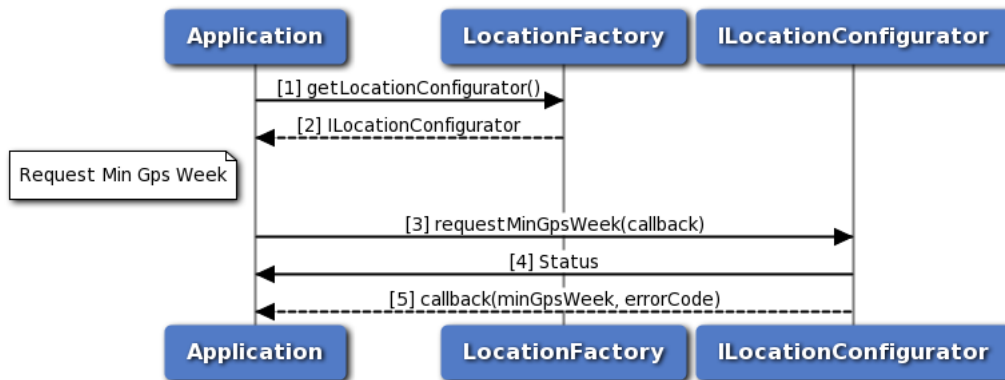 Application
LocationFactory
ILocationConfigurator
[1] getLocationConfigurator()
[2] ILocationConfigurator
Request Min Gps Week
[3] requestMinGpsWeek(callback)
[4] Status
[5] callback(minGpsWeek, errorCode)
Application
LocationFactory
ILocationConfigurator